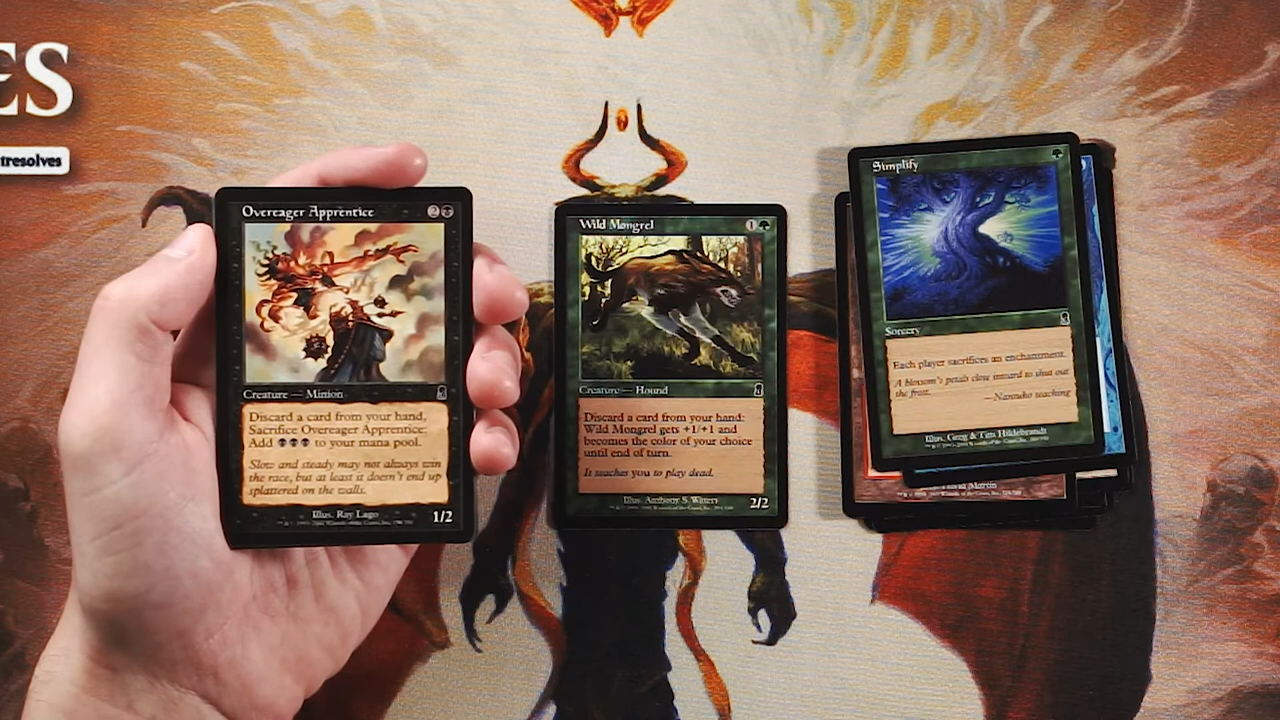 ES
tresolves
Overeager Apprentice 2
Creature — Minion
Discard a card from your hand,
Sacrifice Overeager Apprentice:
Add to your mana pool.
Slow and steady may not always win
the race, but at least it doesn't end up
splattered on the walls.
Illus. Ray Lago
1/2
Wild Mongrel 1
Creature — Hound
Discard a card from your hand:
Wild Mongrel gets +1/+1 and
becomes the color of your choice
until end of turn.
It teaches you to play dead.
Illus. Anthony S. Waters
2/2
Simplify
Sorcery
Each player sacrifices an enchantment.
A blossom's petals close inward to shut out
the frost.
—Nantuko teaching
Illus. Greg & Tim Hildebrandt
Martin